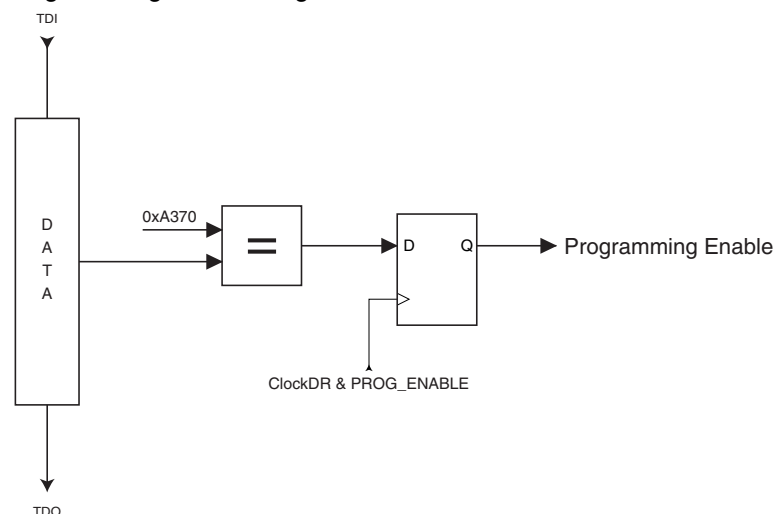 TDI
D
A
T
A
0xA370
=
D
Q
Programming Enable
ClockDR & PROG_ENABLE
TDO